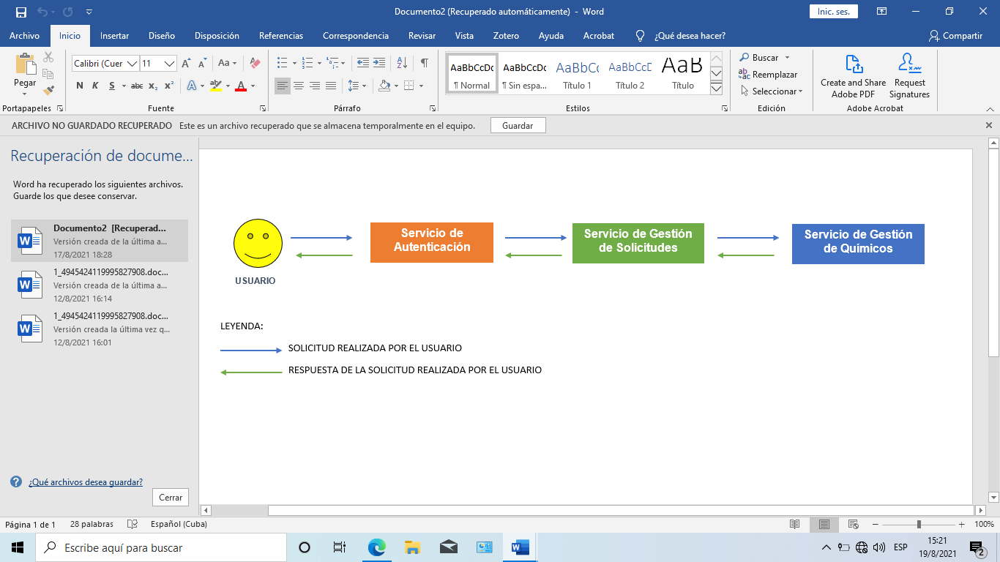 Documento2 (Recuperado automáticamente) - Word
Inic. ses.
Archivo Inicio Insertar Diseño Disposición Referencias Correspondencia Revisar Vista Zotero Ayuda Acrobat ¿Qué desea hacer? Compartir
Pegar
Calibri (Cuer 11 Aa
N K S abc x₂ x² A A
AaBbCcDc AaBbCcDc AaBbCc AaBbCcD AaB
¶ Normal ¶ Sin espa... Título 1 Título 2 Título
Buscar
Reemplazar
Seleccionar
Create and Share
Adobe PDF
Request
Signatures
Portapapeles Fuente Párrafo Estilos Edición Adobe Acrobat
ARCHIVO NO GUARDADO RECUPERADO Este es un archivo recuperado que se almacena temporalmente en el equipo. Guardar
Recuperación de docume...
Word ha recuperado los siguientes archivos.
Guarde los que desee conservar.
Documento2 [Recuperad...
Versión creada de la última a...
17/8/2021 18:28
1_4945424119995827908.doc...
Versión creada de la última a...
12/8/2021 16:14
1_4945424119995827908.doc...
Versión creada la última vez q...
12/8/2021 16:01
¿Qué archivos desea guardar?
Cerrar
USUARIO
Servicio de
Autenticación
Servicio de Gestión
de Solicitudes
Servicio de Gestión
de Químicos
LEYENDA:
SOLICITUD REALIZADA POR EL USUARIO
RESPUESTA DE LA SOLICITUD REALIZADA POR EL USUARIO
Página 1 de 1 28 palabras Español (Cuba) 100%
Escribe aquí para buscar
ESP
15:21
19/8/2021
2